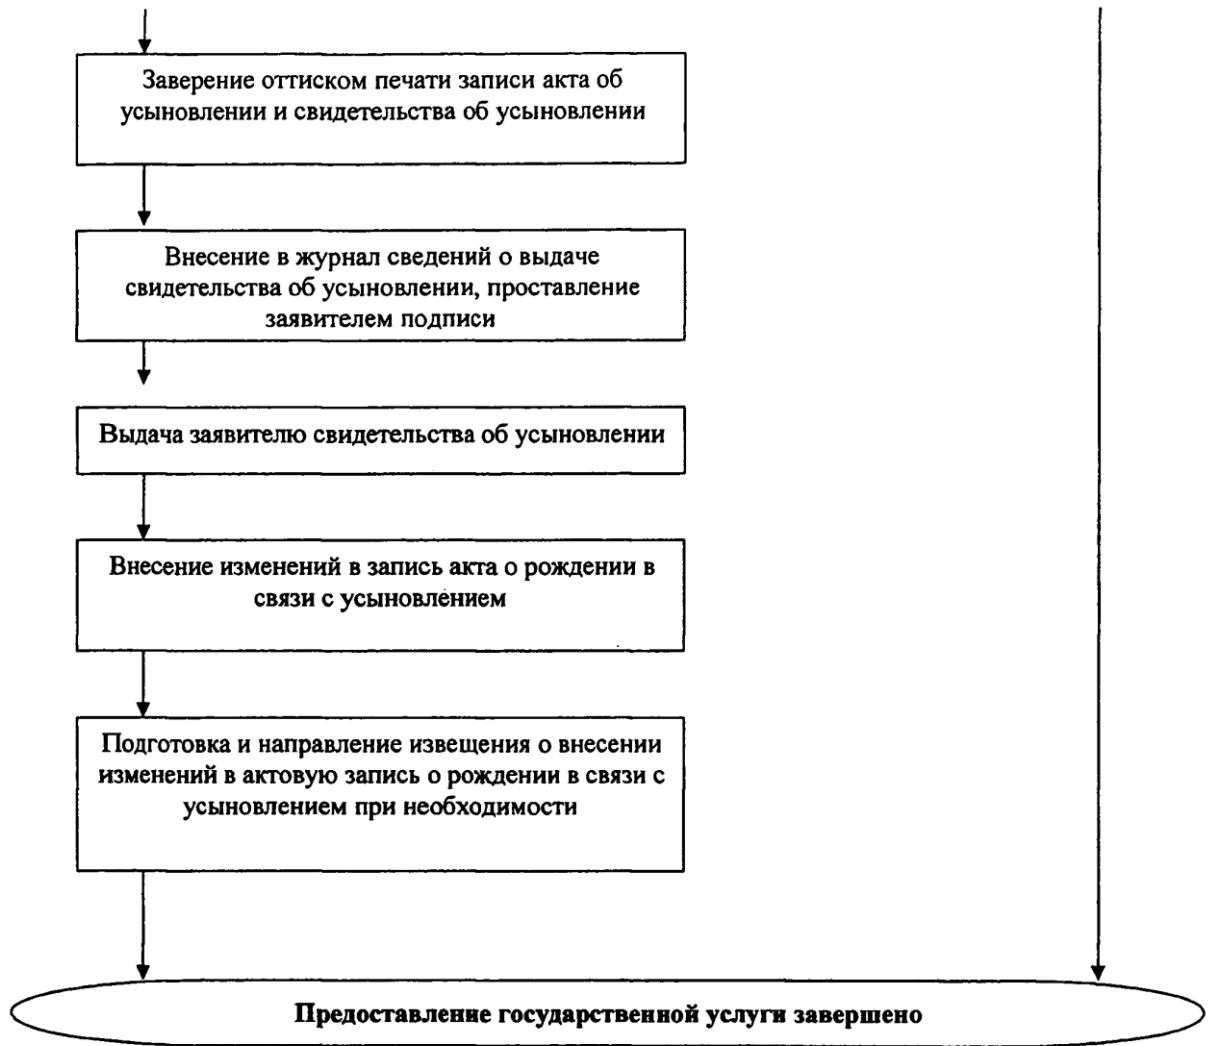 Заверение оттиском печати записи акта об
усыновлении и свидетельства об усыновлении
Внесение в журнал сведений о выдаче
свидетельства об усыновлении, проставление
заявителем подписи
Выдача заявителю свидетельства об усыновлении
Внесение изменений в запись акта о рождении в
связи с усыновлением
Подготовка и направление извещения о внесении
изменений в актовую запись о рождении в связи с
усыновлением при необходимости
Предоставление государственной услуги завершено